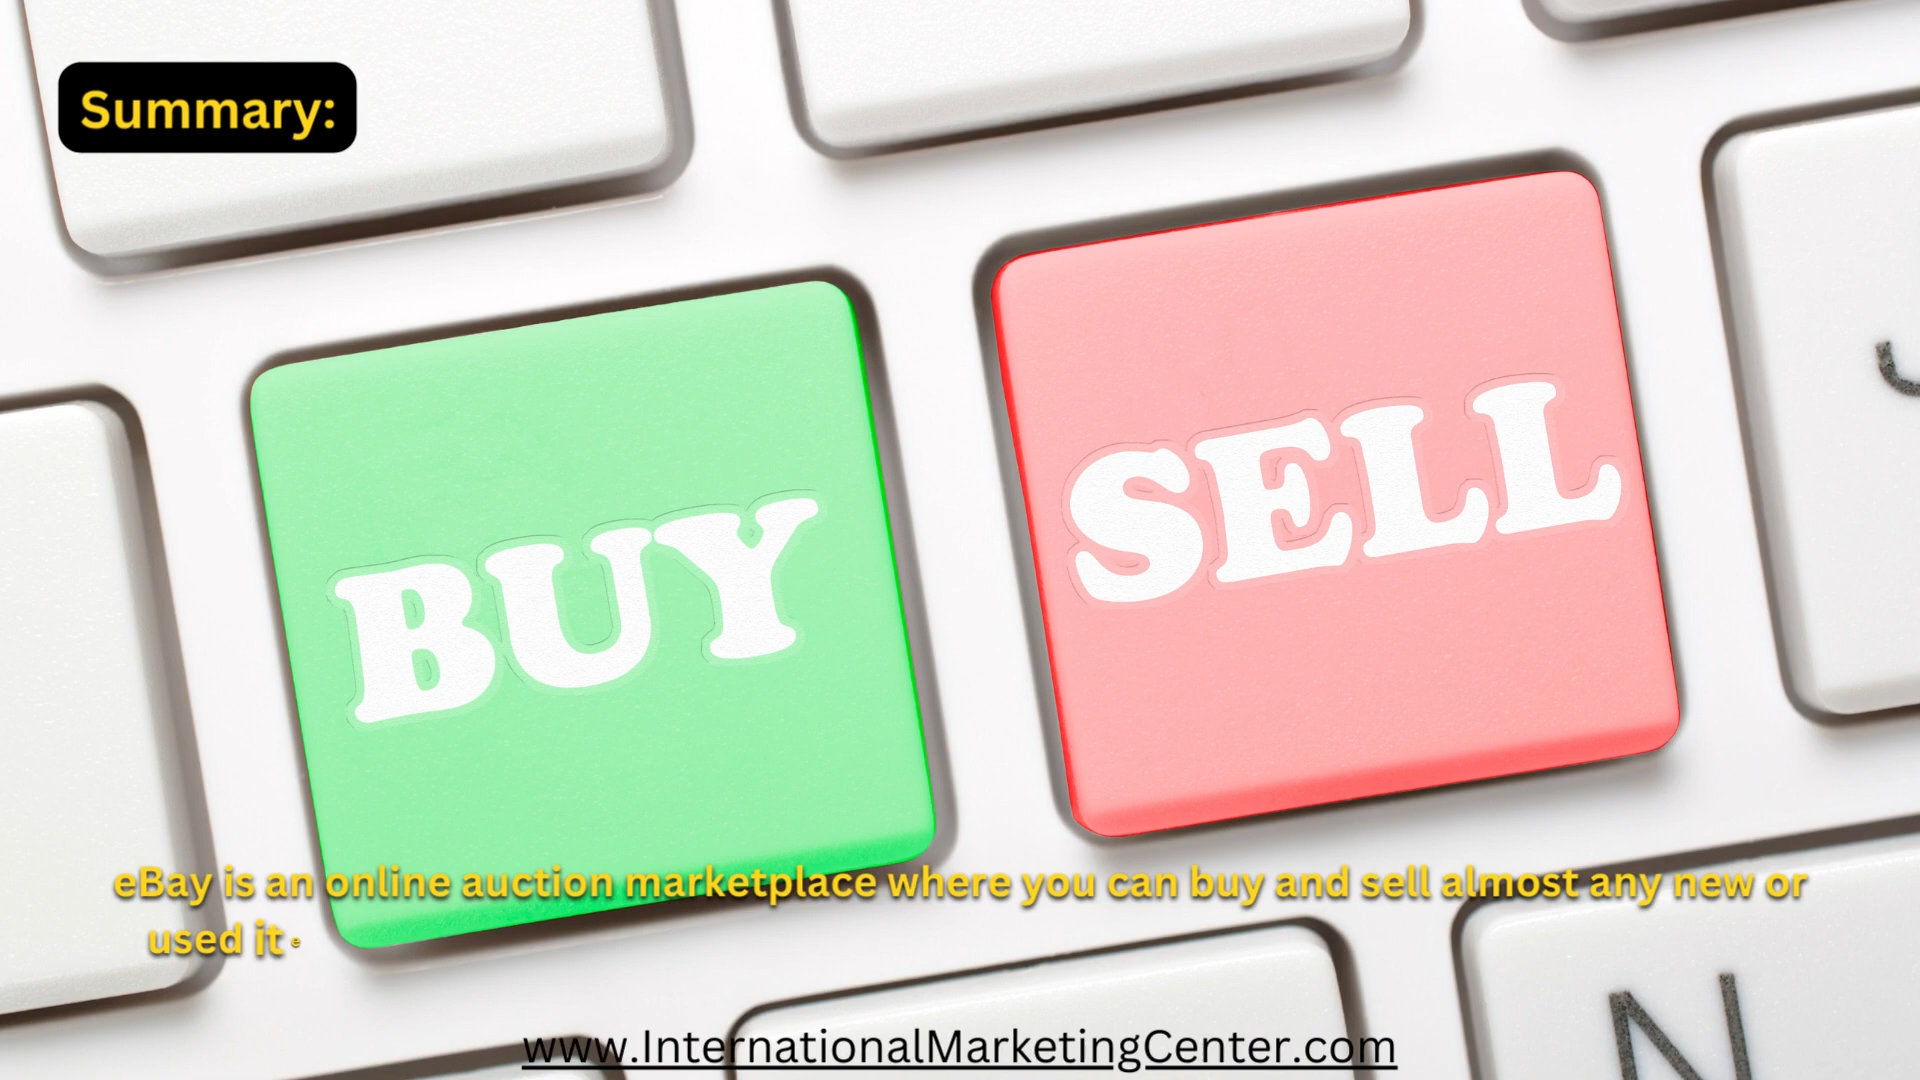 Summary:
BUY
SELL
J
eBay is an online auction marketplace where you can buy and sell almost any new or
used ite
N
www.InternationalMarketingCenter.com